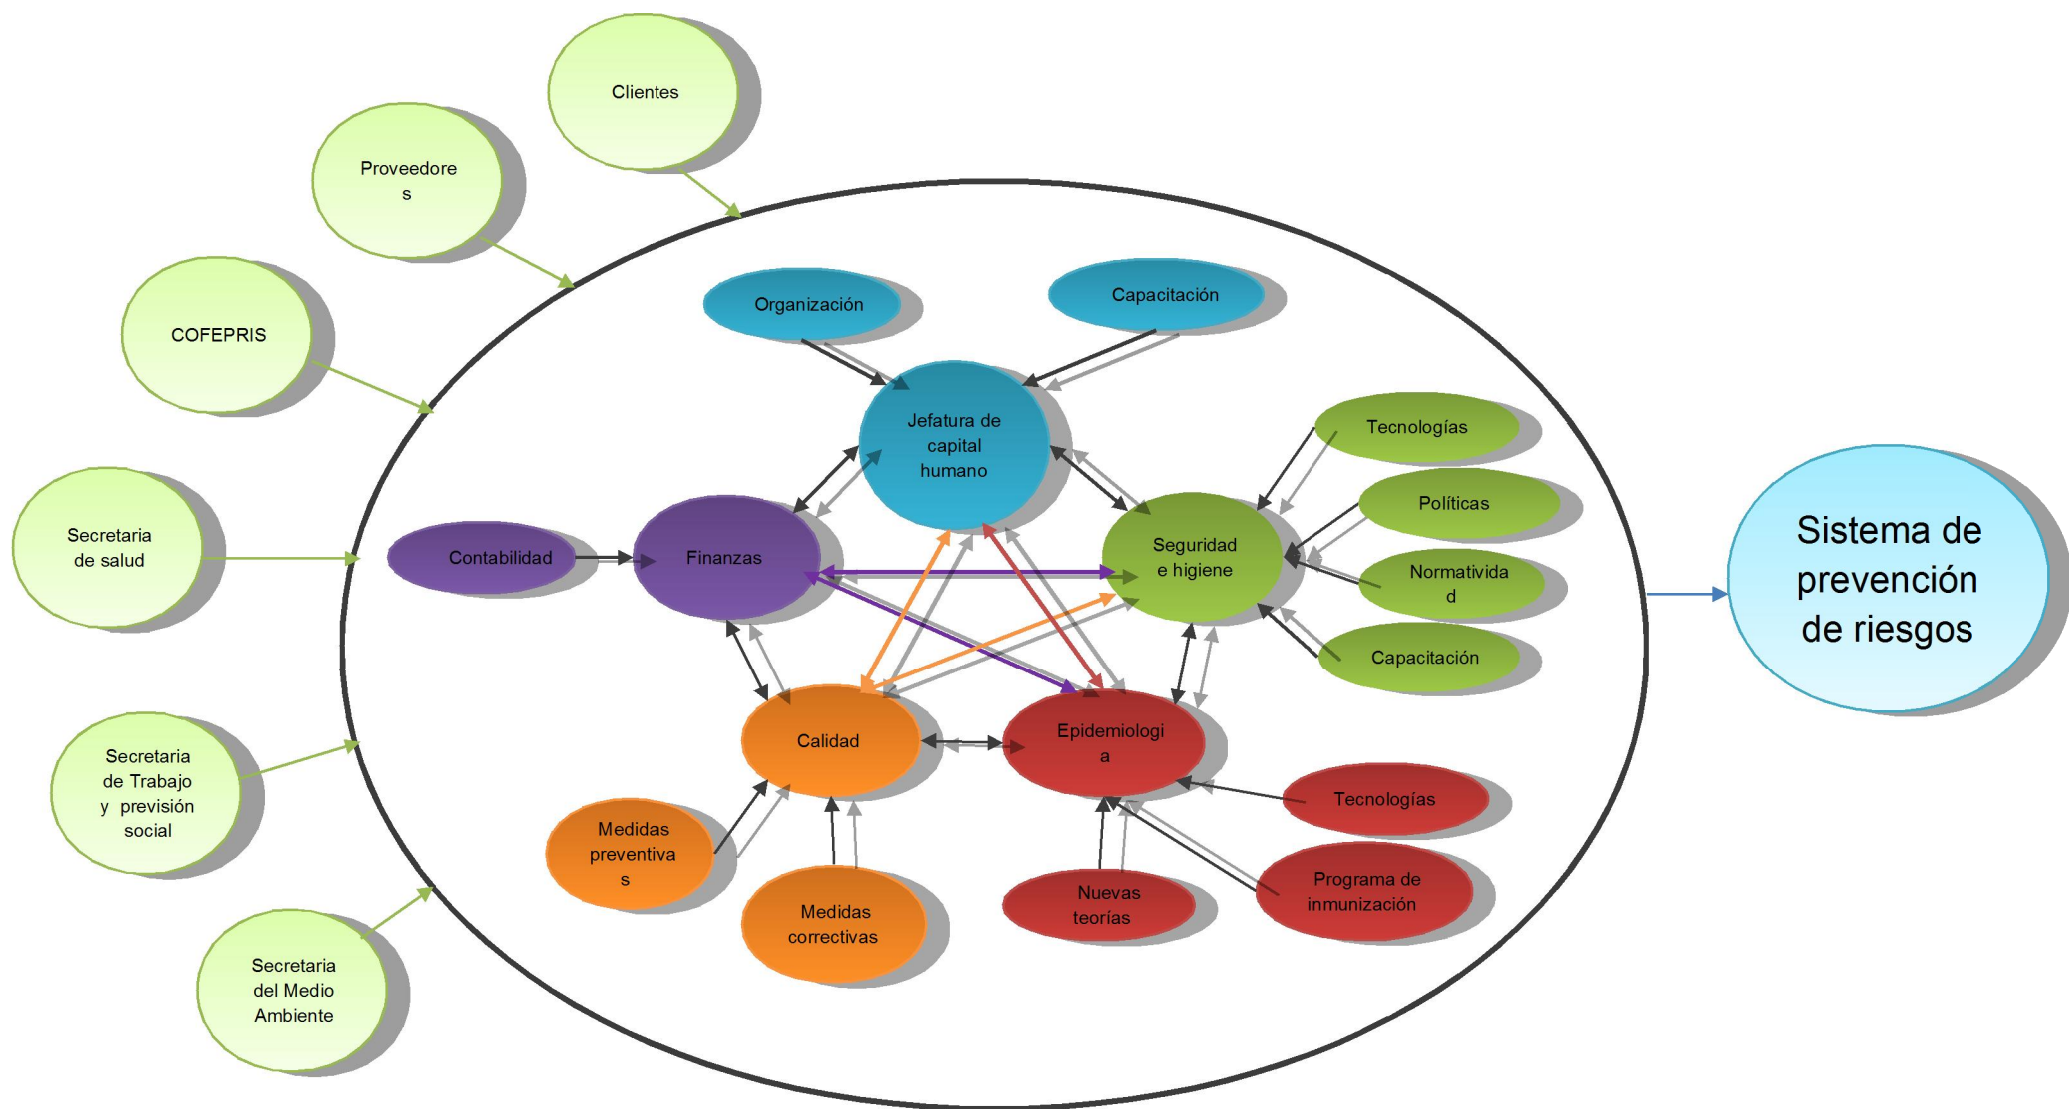 Clientes
Proveedore
s
COFEPRIS
Secretaria
de salud
Secretaria
de Trabajo
y previsión
social
Secretaria
del Medio
Ambiente
Organización
Capacitación
Jefatura de
capital
humano
Contabilidad
Finanzas
Seguridad
e higiene
Tecnologías
Políticas
Normativida
d
Capacitación
Calidad
Epidemiologi
a
Medidas
preventiva
s
Medidas
correctivas
Nuevas
teorías
Tecnologías
Programa de
inmunización
Sistema de
prevención
de riesgos